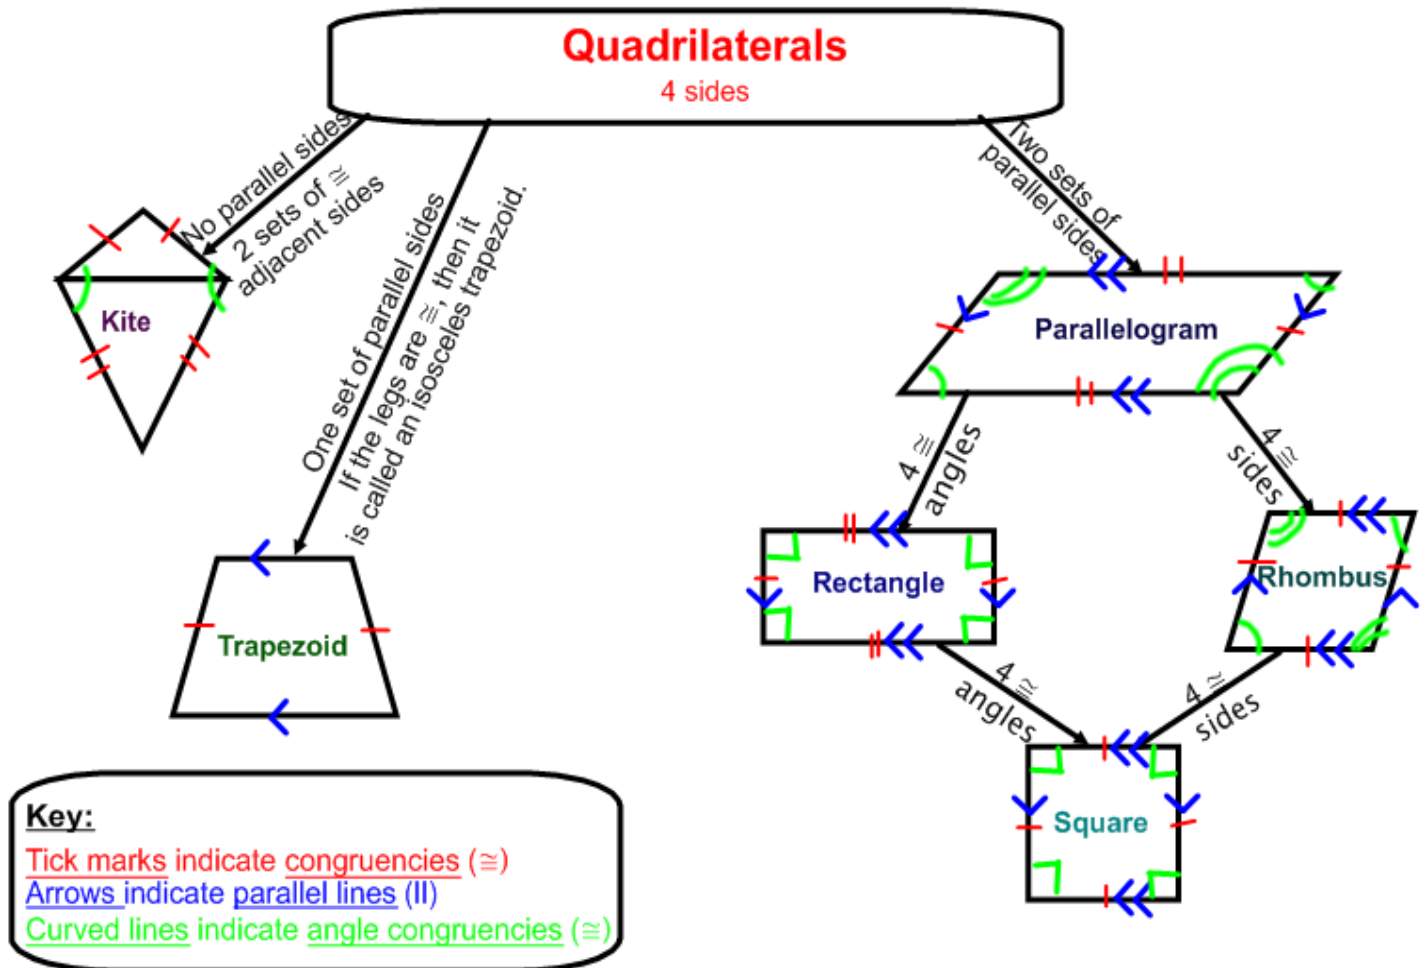 Quadrilaterals
4 sides
No parallel sides
2 sets of ≅
adjacent sides
One set of parallel sides
If the legs are ≅, then it
is called an isosceles trapezoid.
Two sets of
parallel sides
Kite
Parallelogram
4 ≅
angles
4 ≅
sides
Trapezoid
Rectangle
Rhombus
4 ≅
angles
4 ≅
sides
Square
Key:
Tick marks indicate congruencies (≅)
Arrows indicate parallel lines (II)
Curved lines indicate angle congruencies (≅)